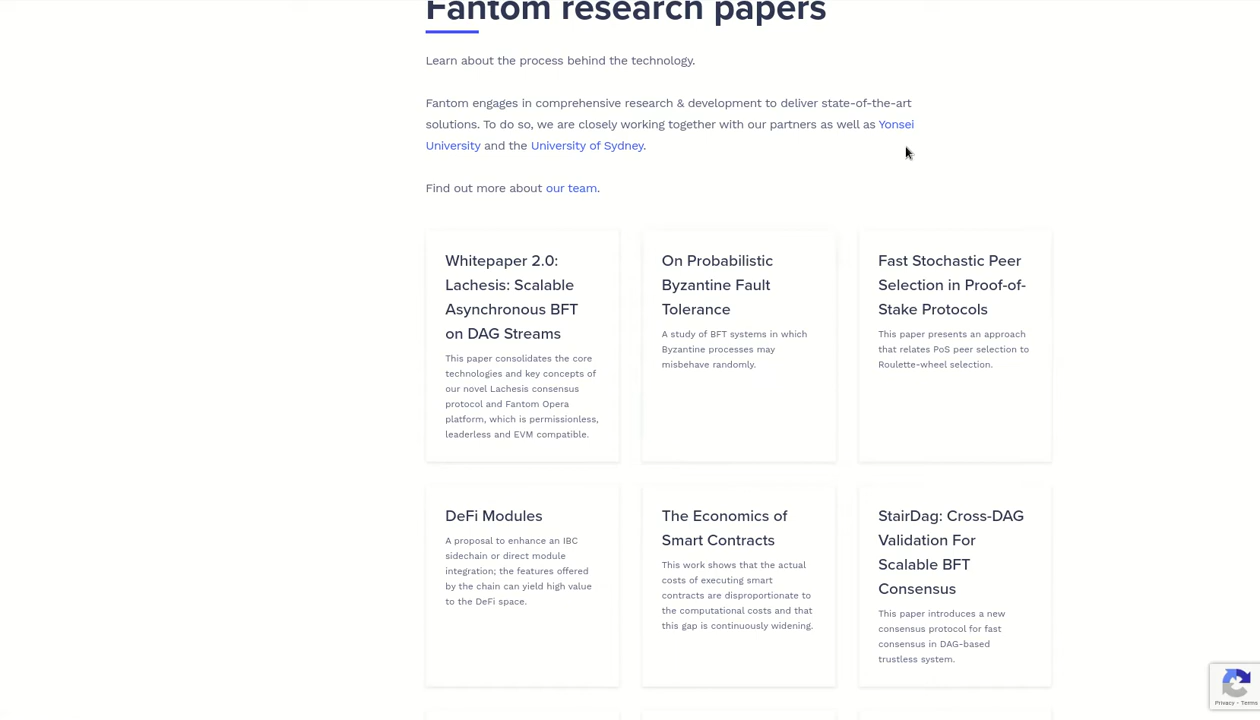 Fantom research papers
Learn about the process behind the technology.
Fantom engages in comprehensive research & development to deliver state-of-the-art
solutions. To do so, we are closely working together with our partners as well as Yonsei
University and the University of Sydney.
Find out more about our team.
Whitepaper 2.0:
Lachesis: Scalable
Asynchronous BFT
on DAG Streams
This paper consolidates the core
technologies and key concepts of
our novel Lachesis consensus
protocol and Fantom Opera
platform, which is permissionless,
leaderless and EVM compatible.
On Probabilistic
Byzantine Fault
Tolerance
A study of BFT systems in which
Byzantine processes may
misbehave randomly.
Fast Stochastic Peer
Selection in Proof-of-
Stake Protocols
This paper presents an approach
that relates PoS peer selection to
Roulette-wheel selection.
DeFi Modules
A proposal to enhance an IBC
sidechain or direct module
integration; the features offered
by the chain can yield high value
to the DeFi space.
The Economics of
Smart Contracts
This work shows that the actual
costs of executing smart
contracts are disproportionate to
the computational costs and that
this gap is continuously widening.
StairDag: Cross-DAG
Validation For
Scalable BFT
Consensus
This paper introduces a new
consensus protocol for fast
consensus in DAG-based
trustless system.
Privacy - Terms